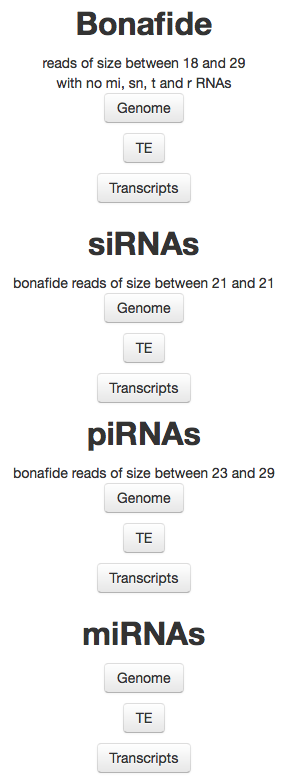 Bonafide
reads of size between 18 and 29
with no mi, sn, t and r RNAs
Genome
TE
Transcripts
siRNAs
bonafide reads of size between 21 and 21
Genome
TE
Transcripts
piRNAs
bonafide reads of size between 23 and 29
Genome
TE
Transcripts
miRNAs
Genome
TE
Transcripts